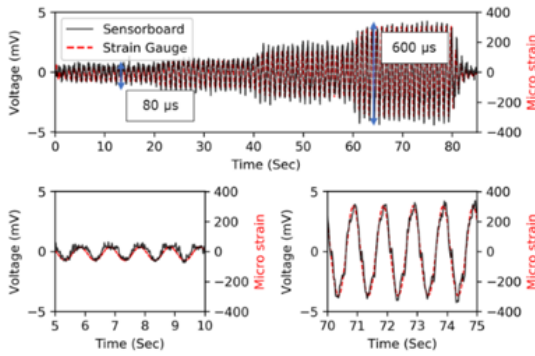 Sensorboard
Strain Gauge
80 µs
600 µs
Voltage (mV)
5
0
−5
Micro strain
400
200
0
−200
−400
0 10 20 30 40 50 60 70 80
Time (Sec)
Voltage (mV)
5
0
−5
Micro strain
400
200
0
−200
−400
5 6 7 8 9 10
Time (Sec)
Voltage (mV)
5
0
−5
Micro strain
400
200
0
−200
−400
70 71 72 73 74 75
Time (Sec)